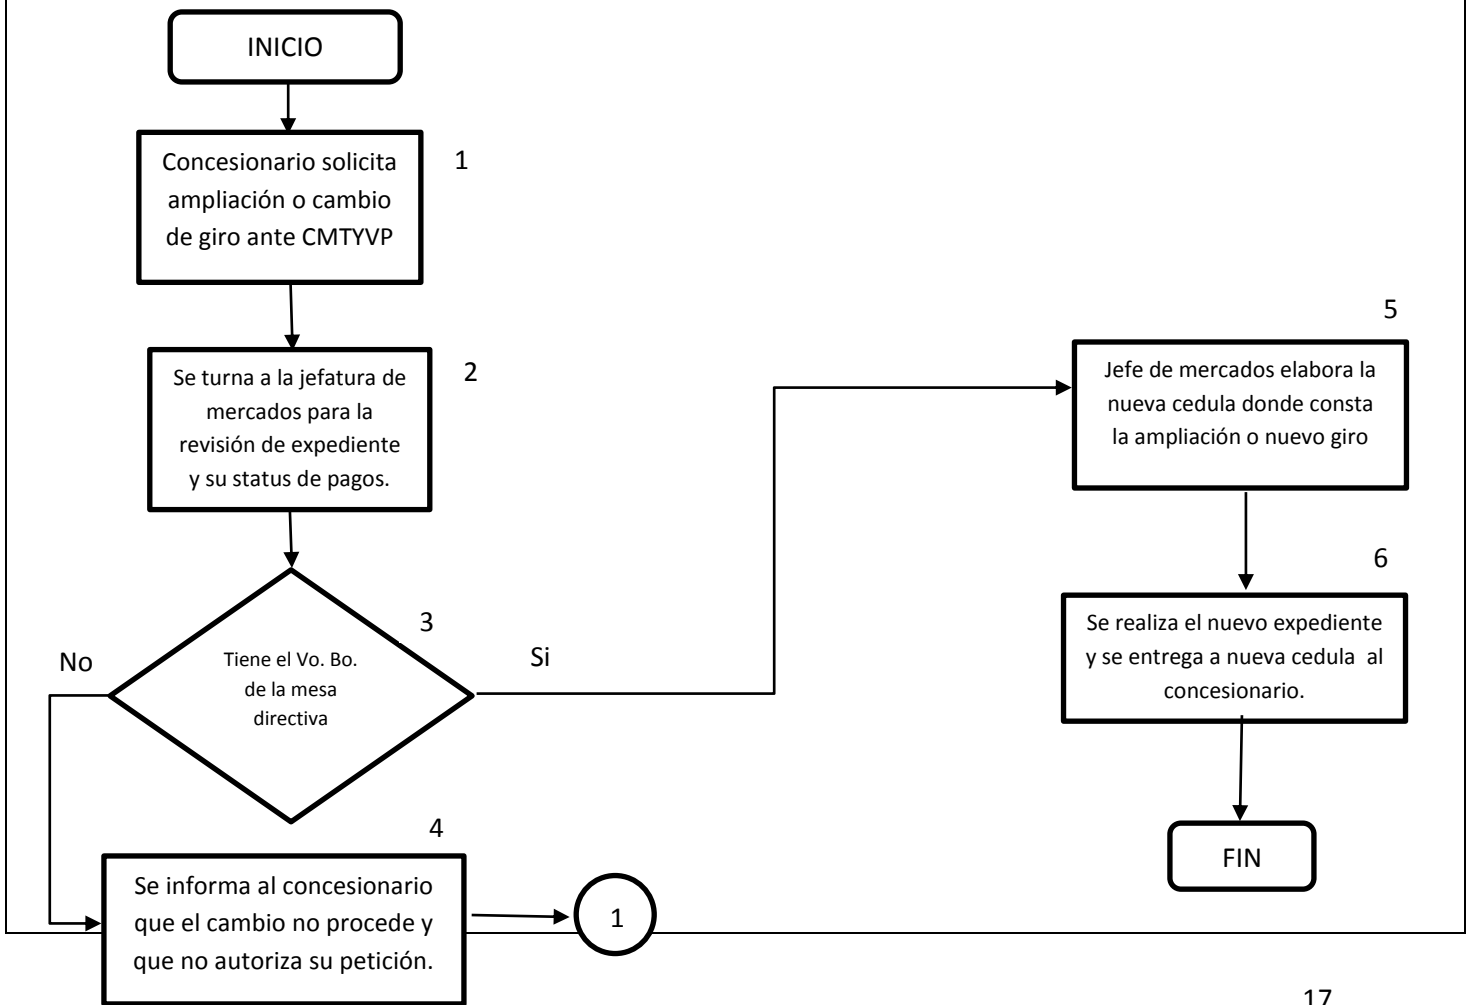 INICIO
Concesionario solicita
ampliación o cambio
de giro ante CMTYVP
1
Se turna a la jefatura de
mercados para la
revisión de expediente
y su status de pagos.
2
Tiene el Vo. Bo.
de la mesa
directiva
3
No
Si
Se informa al concesionario
que el cambio no procede y
que no autoriza su petición.
4
1
5
Jefe de mercados elabora la
nueva cedula donde consta
la ampliación o nuevo giro
6
Se realiza el nuevo expediente
y se entrega a nueva cedula al
concesionario.
FIN
17